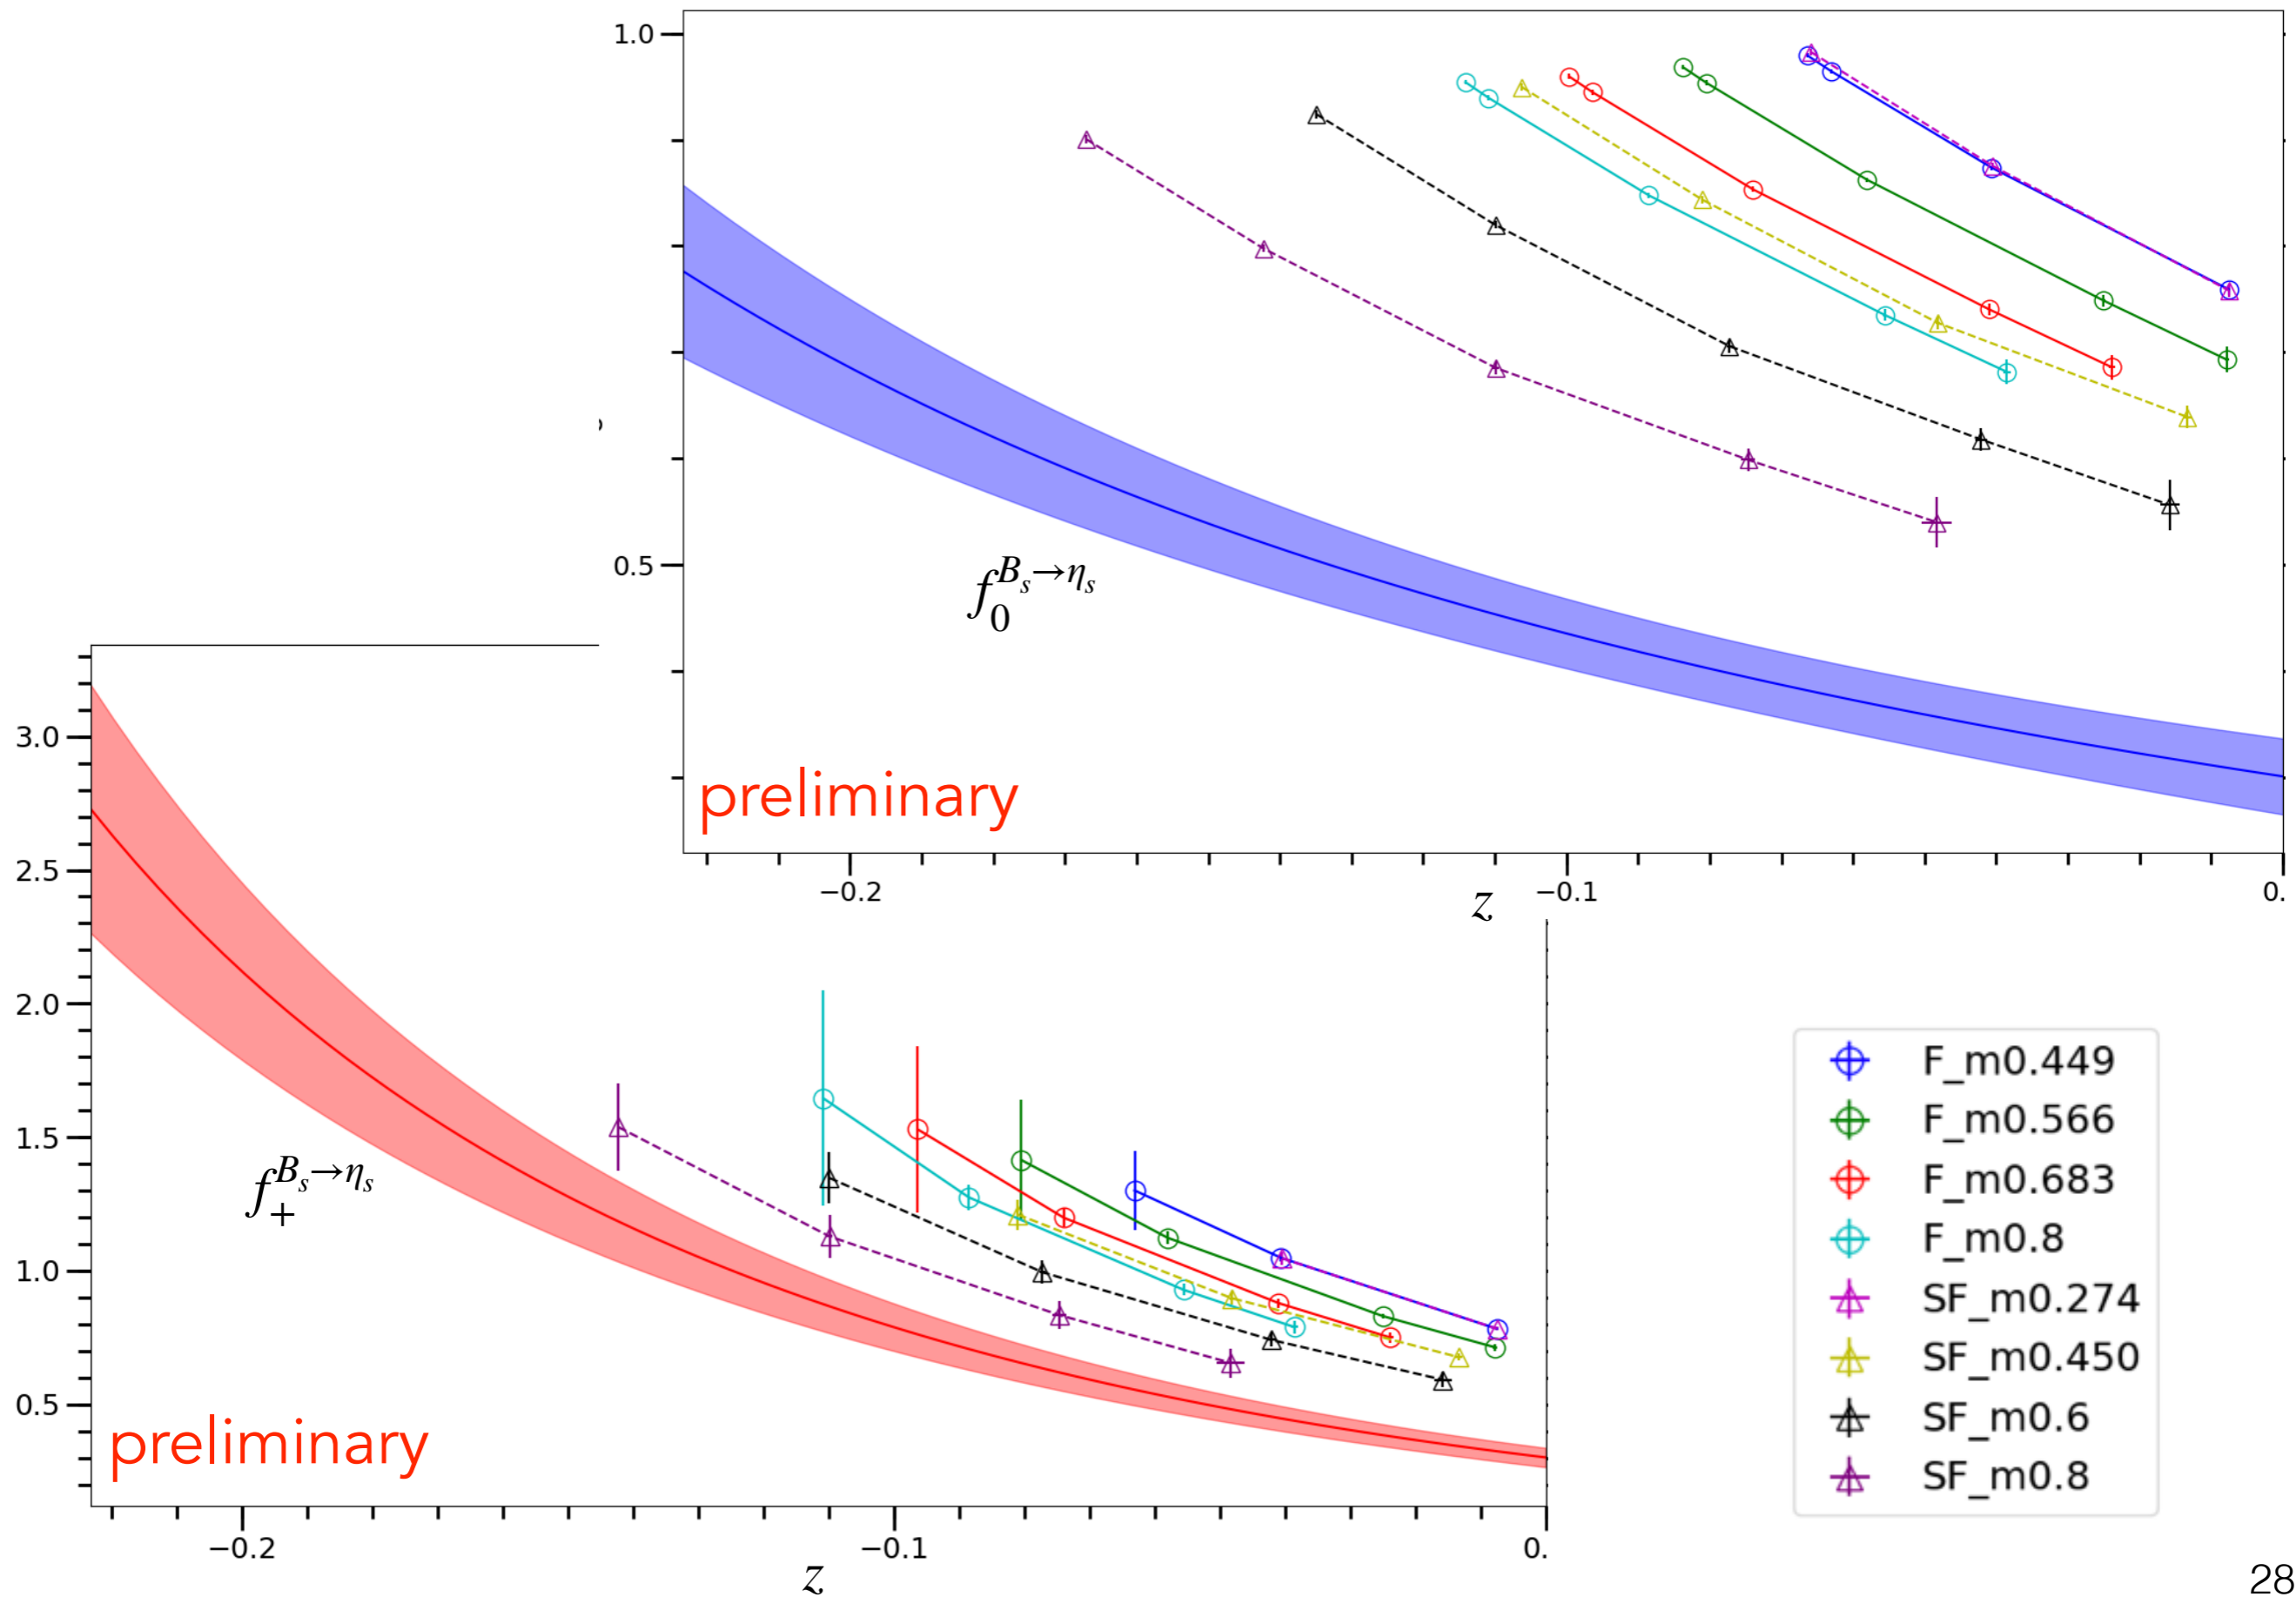 1.0
0.5
f_0^{B_s→η_s}
preliminary
−0.2
−0.1
0.
z
3.0
2.5
2.0
1.5
1.0
0.5
f_+^{B_s→η_s}
preliminary
−0.2
−0.1
0.
z
F_m0.449
F_m0.566
F_m0.683
F_m0.8
SF_m0.274
SF_m0.450
SF_m0.6
SF_m0.8
28